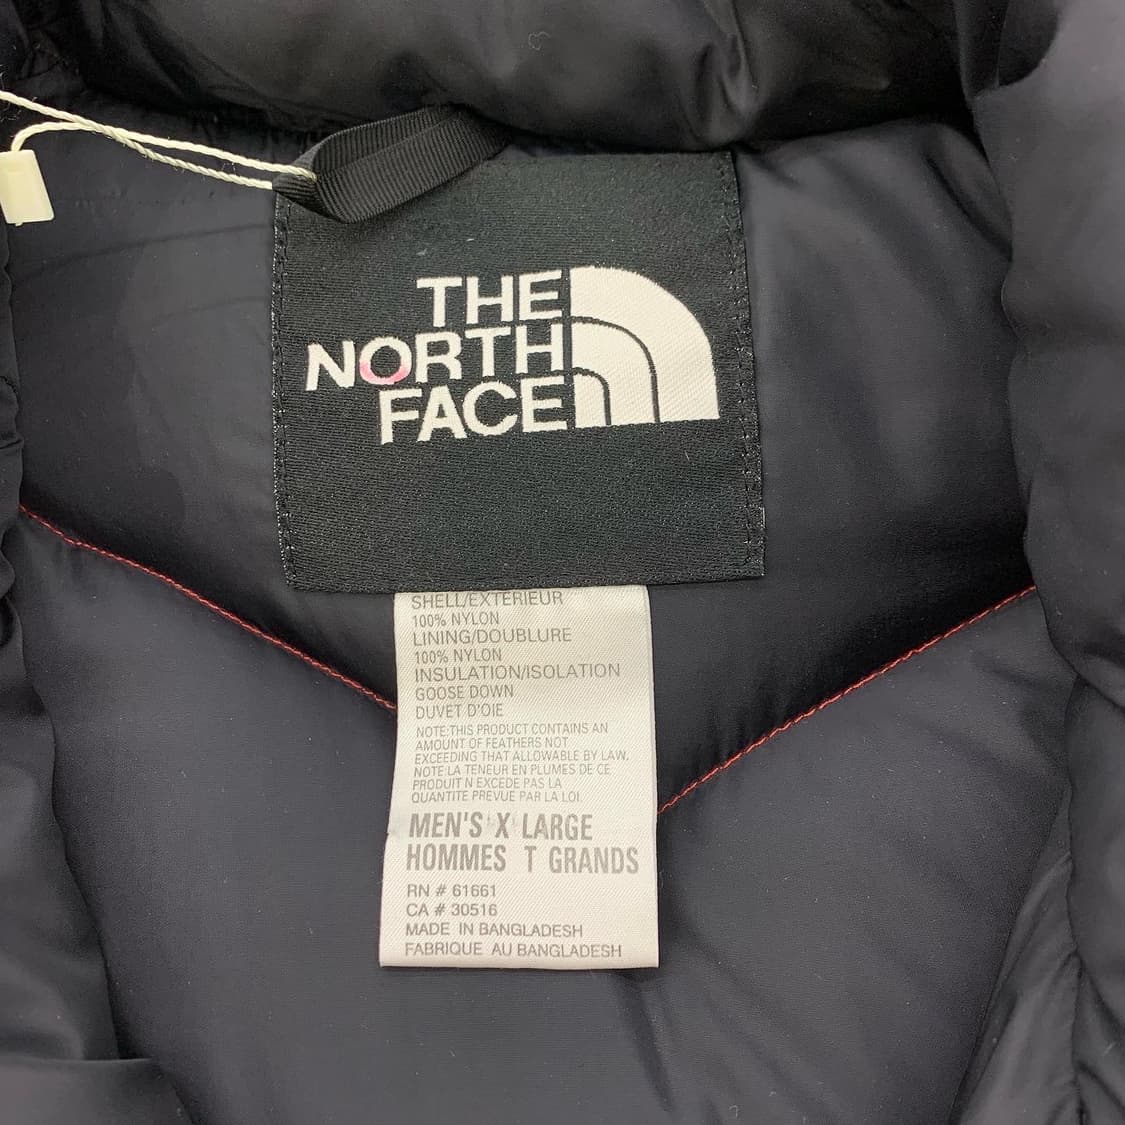 THE
NORTH
FACE
SHELL/EXTERIEUR
100% NYLON
LINING/DOUBLURE
100% NYLON
INSULATION/ISOLATION
GOOSE DOWN
DUVET D'OIE
NOTE:THIS PRODUCT CONTAINS AN
AMOUNT OF FEATHERS NOT
EXCEEDING THAT ALLOWABLE BY LAW.
NOTE:LA TENEUR EN PLUMES DE CE
PRODUIT N EXCEDE PAS LA
QUANTITE PREVUE PAR LA LOI.
MEN'S X LARGE
HOMMES T GRANDS
RN # 61661
CA # 30516
MADE IN BANGLADESH
FABRIQUE AU BANGLADESH